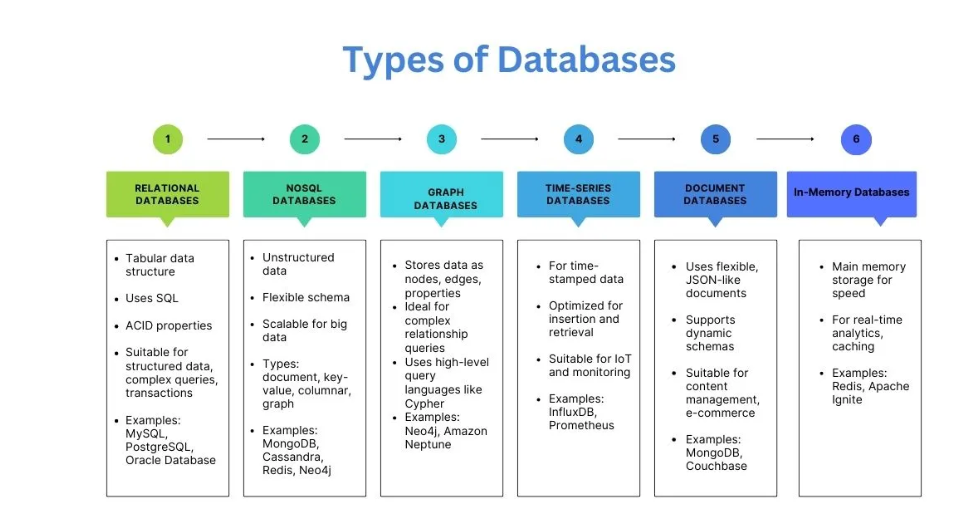 Types of Databases
1
2
3
4
5
6
RELATIONAL
DATABASES
NOSQL
DATABASES
GRAPH
DATABASES
TIME-SERIES
DATABASES
DOCUMENT
DATABASES
In-Memory Databases
• Tabular data
structure
• Uses SQL
• ACID properties
• Suitable for
structured data,
complex queries,
transactions
• Examples:
MySQL,
PostgreSQL,
Oracle Database
• Unstructured
data
• Flexible schema
• Scalable for big
data
• Types:
document, key-
value, columnar,
graph
• Examples:
MongoDB,
Cassandra,
Redis, Neo4j
• Stores data as
nodes, edges,
properties
• Ideal for
complex
relationship
queries
• Uses high-level
query
languages like
Cypher
• Examples:
Neo4j, Amazon
Neptune
• For time-
stamped data
• Optimized for
insertion and
retrieval
• Suitable for IoT
and monitoring
• Examples:
InfluxDB,
Prometheus
• Uses flexible,
JSON-like
documents
• Supports
dynamic
schemas
• Suitable for
content
management,
e-commerce
• Examples:
MongoDB,
Couchbase
• Main memory
storage for
speed
• For real-time
analytics,
caching
• Examples:
Redis, Apache
Ignite